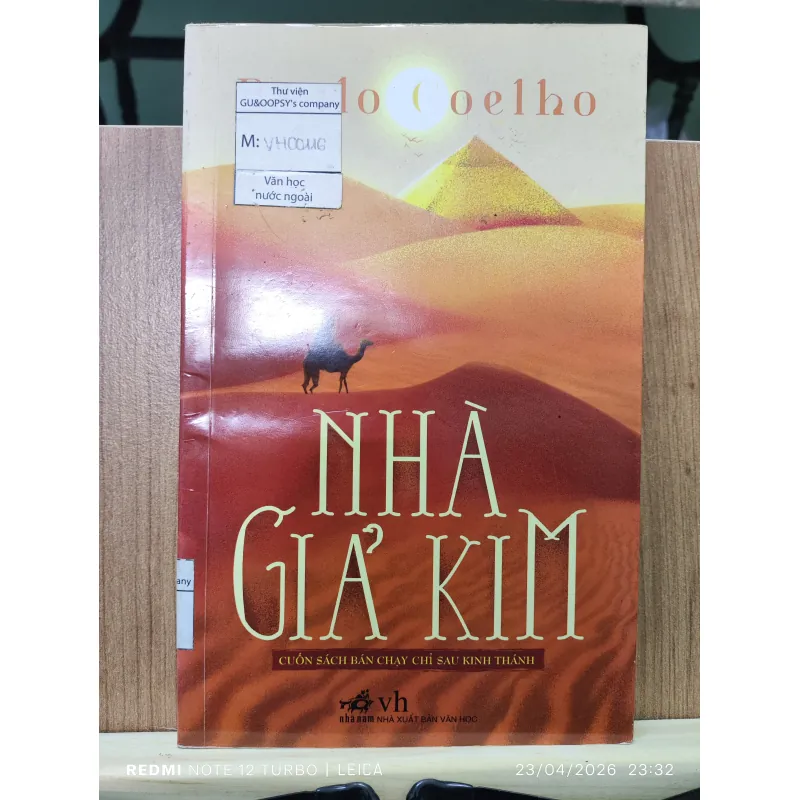 Thư viện
GU&OOPSY's company
M: VH00116
Văn học
nước ngoài
Coelho
NHÀ
GIẢ KIM
CUỐN SÁCH BÁN CHẠY CHỈ SAU KINH THÁNH
vh
nhã nam NHÀ XUẤT BẢN VĂN HỌC
any
REDMI NOTE 12 TURBO | LEICA
23/04/2026 23:32